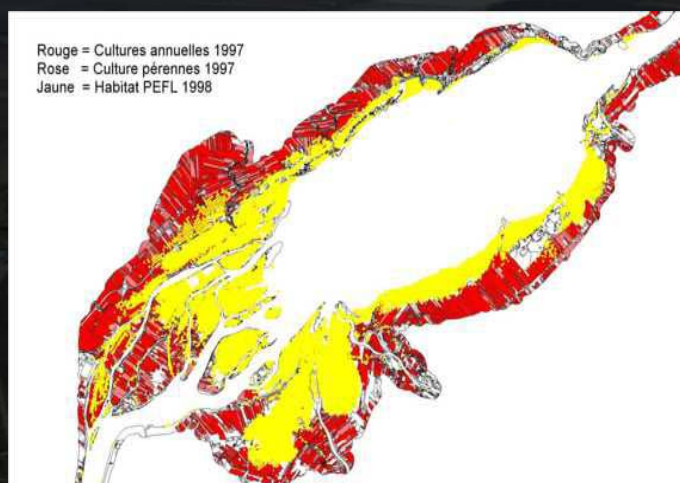 Rouge = Cultures annuelles 1997
Rose = Culture pérennes 1997
Jaune = Habitat PEFL 1998